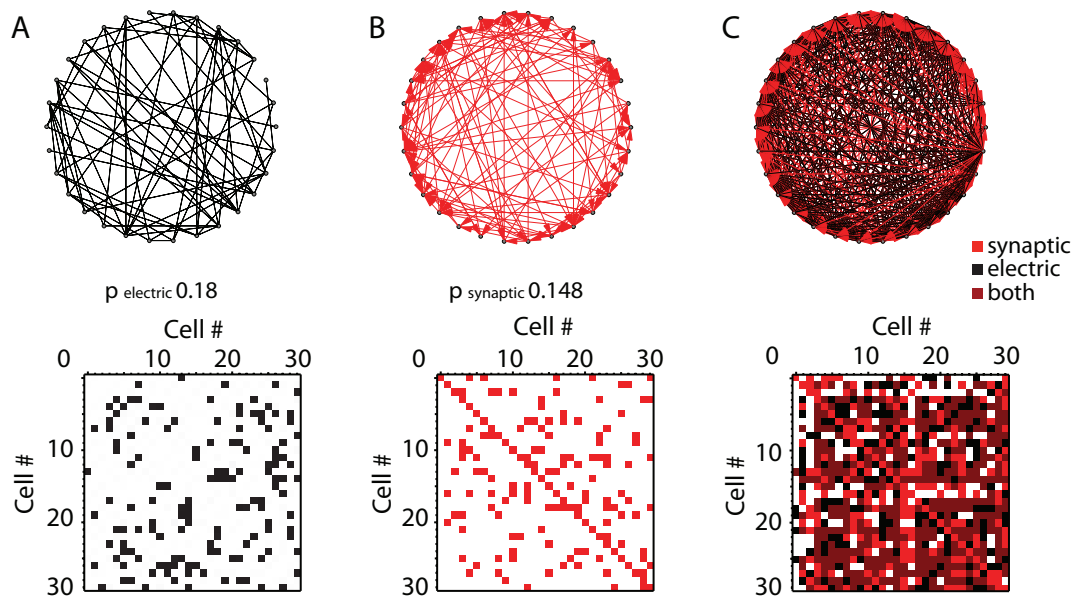 A
B
C
synaptic
electric
both
p electric 0.18
p synaptic 0.148
Cell #
0 10 20 30
Cell #
10
20
30
Cell #
0 10 20 30
Cell #
10
20
30
Cell #
0 10 20 30
Cell #
10
20
30